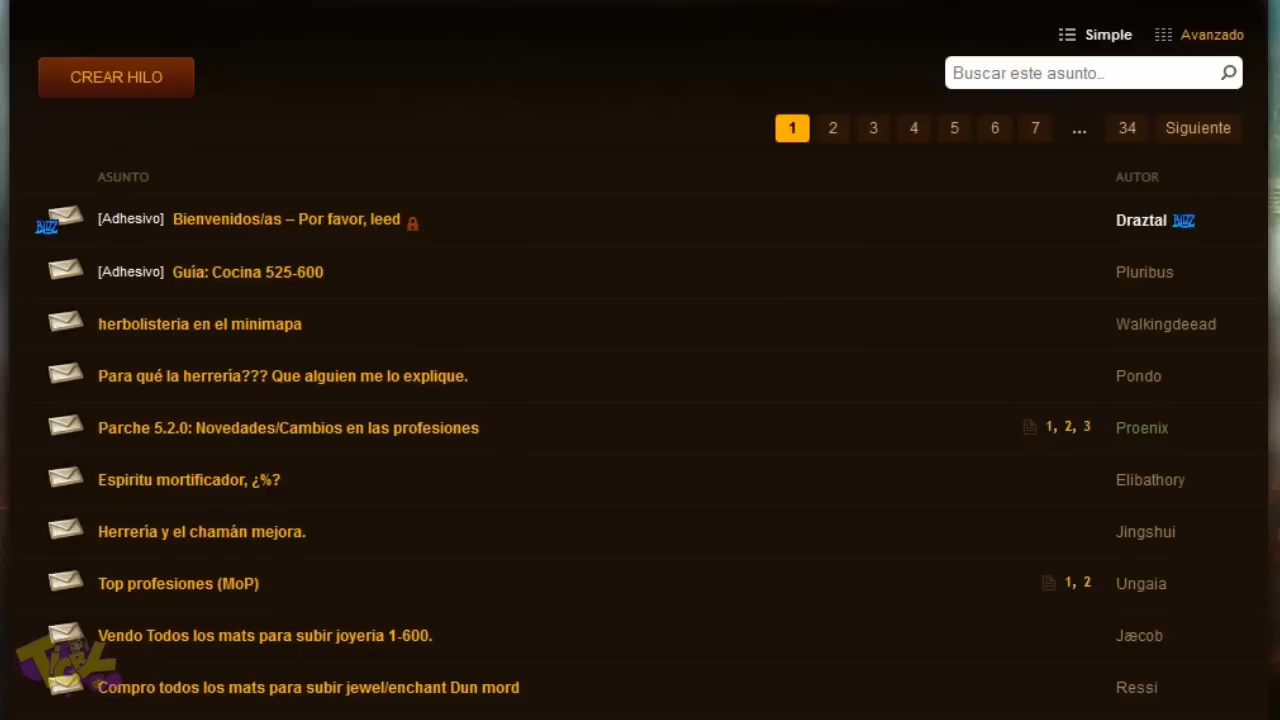 Simple Avanzado
CREAR HILO
Buscar este asunto...
1 2 3 4 5 6 7 ... 34 Siguiente
ASUNTO AUTOR
[Adhesivo] Bienvenidos/as – Por favor, leed Draztal BLIZZ
BLIZZ
[Adhesivo] Guía: Cocina 525-600 Pluribus
herbolisteria en el minimapa Walkingdeead
Para qué la herrería??? Que alguien me lo explique. Pondo
Parche 5.2.0: Novedades/Cambios en las profesiones 1, 2, 3 Proenix
Espiritu mortificador, ¿%? Elibathory
Herrería y el chamán mejora. Jingshui
Top profesiones (MoP) 1, 2 Ungaia
Vendo Todos los mats para subir joyeria 1-600. Jæcob
Compro todos los mats para subir jewel/enchant Dun mord Ressi